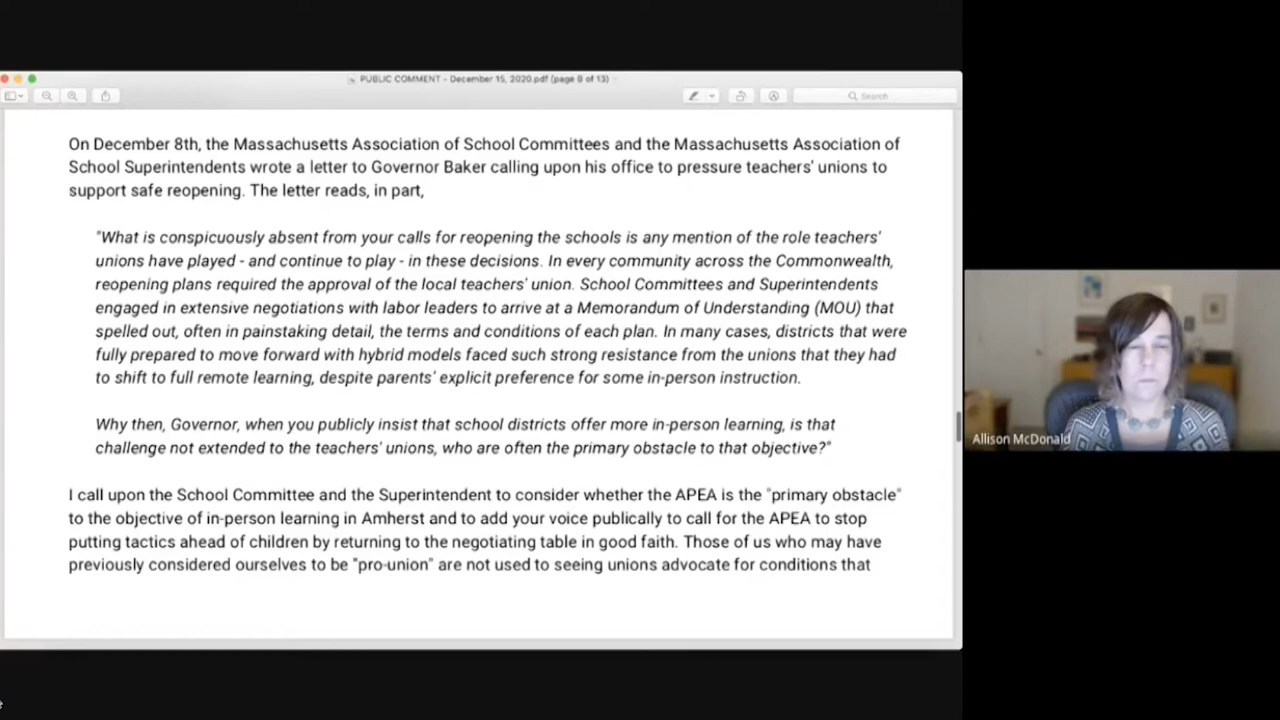 PUBLIC COMMENT - December 15, 2020.pdf (page 8 of 13)
Search
On December 8th, the Massachusetts Association of School Committees and the Massachusetts Association of
School Superintendents wrote a letter to Governor Baker calling upon his office to pressure teachers' unions to
support safe reopening. The letter reads, in part,
"What is conspicuously absent from your calls for reopening the schools is any mention of the role teachers'
unions have played - and continue to play - in these decisions. In every community across the Commonwealth,
reopening plans required the approval of the local teachers' union. School Committees and Superintendents
engaged in extensive negotiations with labor leaders to arrive at a Memorandum of Understanding (MOU) that
spelled out, often in painstaking detail, the terms and conditions of each plan. In many cases, districts that were
fully prepared to move forward with hybrid models faced such strong resistance from the unions that they had
to shift to full remote learning, despite parents' explicit preference for some in-person instruction.
Why then, Governor, when you publicly insist that school districts offer more in-person learning, is that
challenge not extended to the teachers' unions, who are often the primary obstacle to that objective?"
I call upon the School Committee and the Superintendent to consider whether the APEA is the "primary obstacle"
to the objective of in-person learning in Amherst and to add your voice publically to call for the APEA to stop
putting tactics ahead of children by returning to the negotiating table in good faith. Those of us who may have
previously considered ourselves to be "pro-union" are not used to seeing unions advocate for conditions that
Allison McDonald